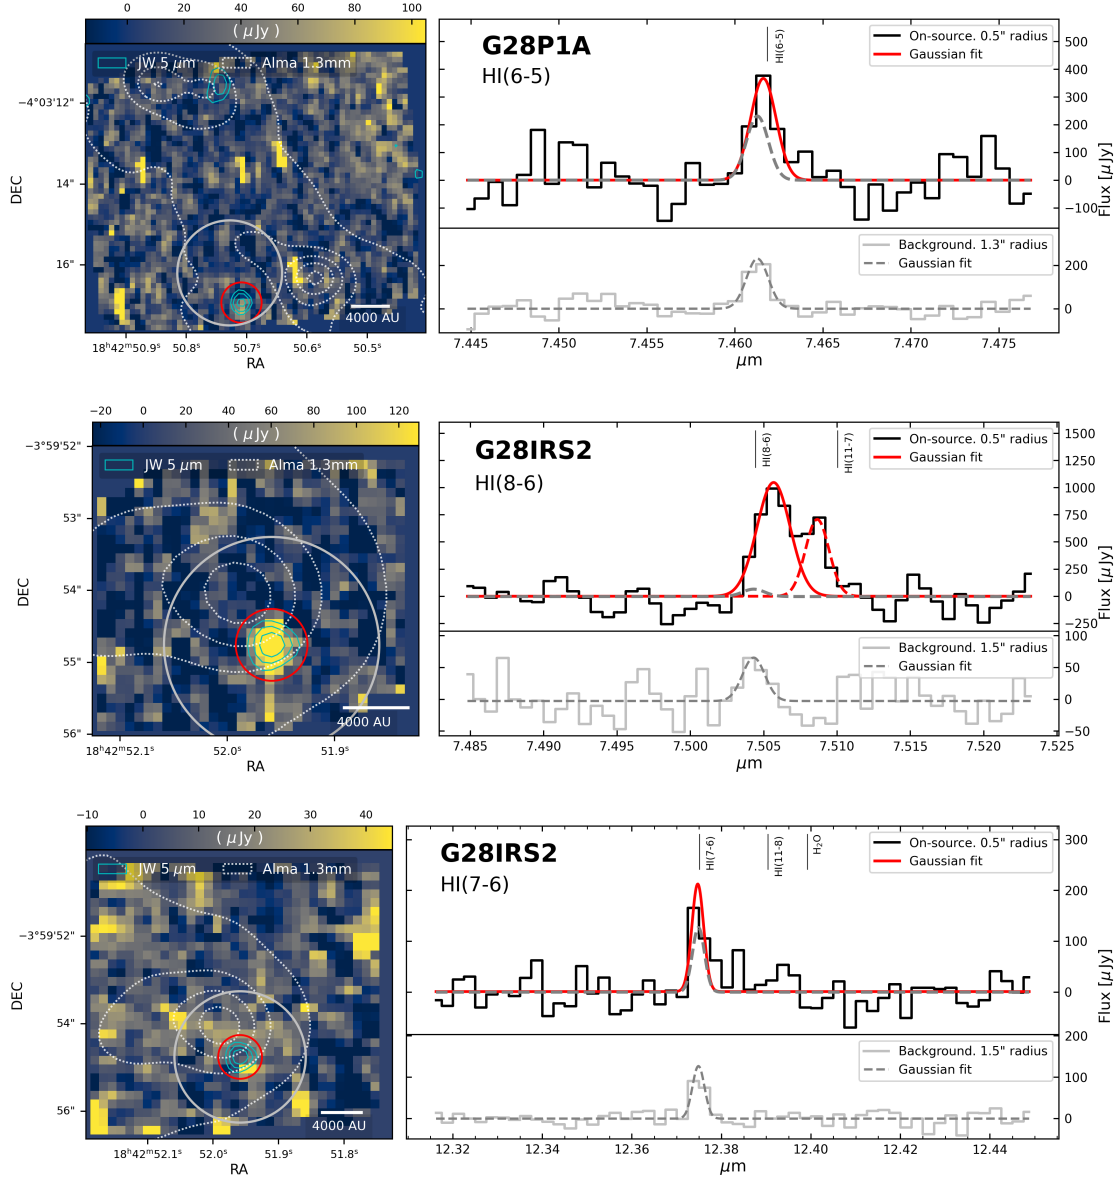 0 20 40 60 80 100
( μJy )
JW 5 μm Alma 1.3mm
−4°03'12"
14"
16"
DEC
4000 AU
18ʰ42ᵐ50.9ˢ 50.8ˢ 50.7ˢ 50.6ˢ 50.5ˢ
RA
G28P1A
HI(6-5)
HI(6-5)
On-source. 0.5" radius
Gaussian fit
500
400
300
200
100
0
−100
Flux [μJy]
Background. 1.3" radius
Gaussian fit
200
0
7.445 7.450 7.455 7.460 7.465 7.470 7.475
μm
−20 0 20 40 60 80 100 120
( μJy )
JW 5 μm Alma 1.3mm
−3°59'52"
53"
54"
55"
56"
DEC
4000 AU
18ʰ42ᵐ52.1ˢ 52.0ˢ 51.9ˢ
RA
G28IRS2
HI(8-6)
HI(8-6)
HI(11-7)
On-source. 0.5" radius
Gaussian fit
1500
1250
1000
750
500
250
0
−250
Flux [μJy]
Background. 1.5" radius
Gaussian fit
100
50
0
−50
7.485 7.490 7.495 7.500 7.505 7.510 7.515 7.520 7.525
μm
−10 0 10 20 30 40
( μJy )
JW 5 μm Alma 1.3mm
−3°59'52"
54"
56"
DEC
4000 AU
18ʰ42ᵐ52.1ˢ 52.0ˢ 51.9ˢ 51.8ˢ
RA
G28IRS2
HI(7-6)
HI(7-6)
HI(11-8)
H₂O
On-source. 0.5" radius
Gaussian fit
300
200
100
0
Flux [μJy]
Background. 1.5" radius
Gaussian fit
200
100
0
12.32 12.34 12.36 12.38 12.40 12.42 12.44
μm